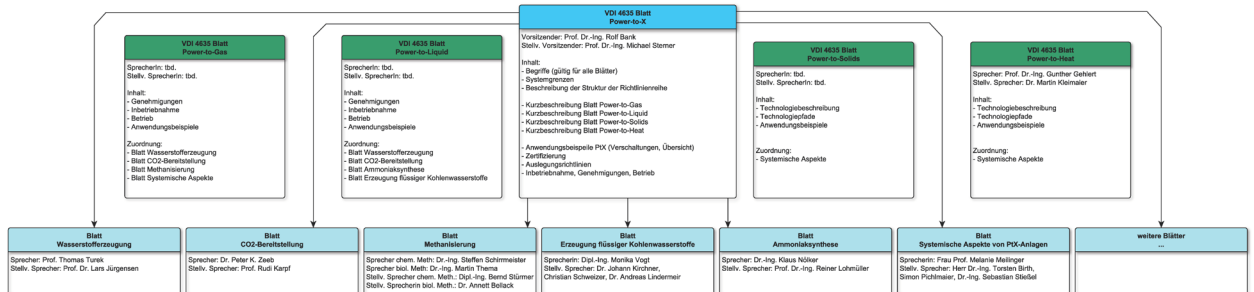 VDI 4635 Blatt
Power-to-X
Vorsitzender: Prof. Dr.-Ing. Rolf Bank
Stellv. Vorsitzender: Prof. Dr.-Ing. Michael Sterner
Inhalt:
- Begriffe (gültig für alle Blätter)
- Systemgrenzen
- Beschreibung der Struktur der Richtlinienreihe
- Kurzbeschreibung Blatt Power-to-Gas
- Kurzbeschreibung Blatt Power-to-Liquid
- Kurzbeschreibung Blatt Power-to-Solids
- Kurzbeschreibung Blatt Power-to-Heat
- Anwendungsbeispeile PtX (Verschaltungen, Übersicht)
- Zertifizierung
- Auslegungsrichtlinien
- Inbetriebnahme, Genehmigungen, Betrieb
VDI 4635 Blatt
Power-to-Gas
SprecherIn: tbd.
Stellv. SprecherIn: tbd.
Inhalt:
- Genehmigungen
- Inbetriebnahme
- Betrieb
- Anwendungsbeispiele
Zuordnung:
- Blatt Wasserstofferzeugung
- Blatt CO2-Bereitstellung
- Blatt Methanisierung
- Blatt Systemische Aspekte
VDI 4635 Blatt
Power-to-Liquid
SprecherIn: tbd.
Stellv. SprecherIn: tbd.
Inhalt:
- Genehmigungen
- Inbetriebnahme
- Betrieb
- Anwendungsbeispiele
Zuordnung:
- Blatt Wasserstofferzeugung
- Blatt CO2-Bereitstellung
- Blatt Ammoniaksynthese
- Blatt Erzeugung flüssiger Kohlenwasserstoffe
VDI 4635 Blatt
Power-to-Solids
SprecherIn: tbd.
Stellv. SprecherIn: tbd.
Inhalt:
- Technologiebeschreibung
- Technologiepfade
- Anwendungsbeispiele
Zuordnung:
- Systemische Aspekte
VDI 4635 Blatt
Power-to-Heat
Sprecher: Prof. Dr.-Ing. Gunther Gehlert
Stellv. Sprecher: Dr. Martin Kleimaier
Inhalt:
- Technologiebeschreibung
- Technologiepfade
- Anwendungsbeispiele
Zuordnung:
- Systemische Aspekte
Blatt
Wasserstofferzeugung
Sprecher: Prof. Thomas Turek
Stellv. Sprecher: Prof. Dr. Lars Jürgensen
Blatt
CO2-Bereitstellung
Sprecher: Dr. Peter K. Zeeb
Stellv. Sprecher: Prof. Rudi Karpf
Blatt
Methanisierung
Sprecher chem. Meth: Dr.-Ing. Steffen Schirrmeister
Sprecher biol. Meth: Dr.-Ing. Martin Thema
Stellv. Sprecher chem. Meth.: Dipl.-Ing. Bernd Stürmer
Stellv. Sprecherin biol. Meth.: Dr. Annett Bellack
Blatt
Erzeugung flüssiger Kohlenwasserstoffe
SprecherIn: Dipl.-Ing. Monika Vogt
Stellv. Sprecher: Dr. Johann Kirchner,
Christian Schweizer, Dr. Andreas Lindermeir
Blatt
Ammoniaksynthese
Sprecher: Dr.-Ing. Klaus Nölker
Stellv. Sprecher: Prof. Dr.-Ing. Reiner Lohmüller
Blatt
Systemische Aspekte von PtX-Anlagen
SprecherIn: Frau Prof. Melanie Meilinger
Stellv. Sprecher: Herr Dr.-Ing. Torsten Birth,
Simon Pichlmaier, Dr.-Ing. Sebastian Stießel
weitere Blätter
...